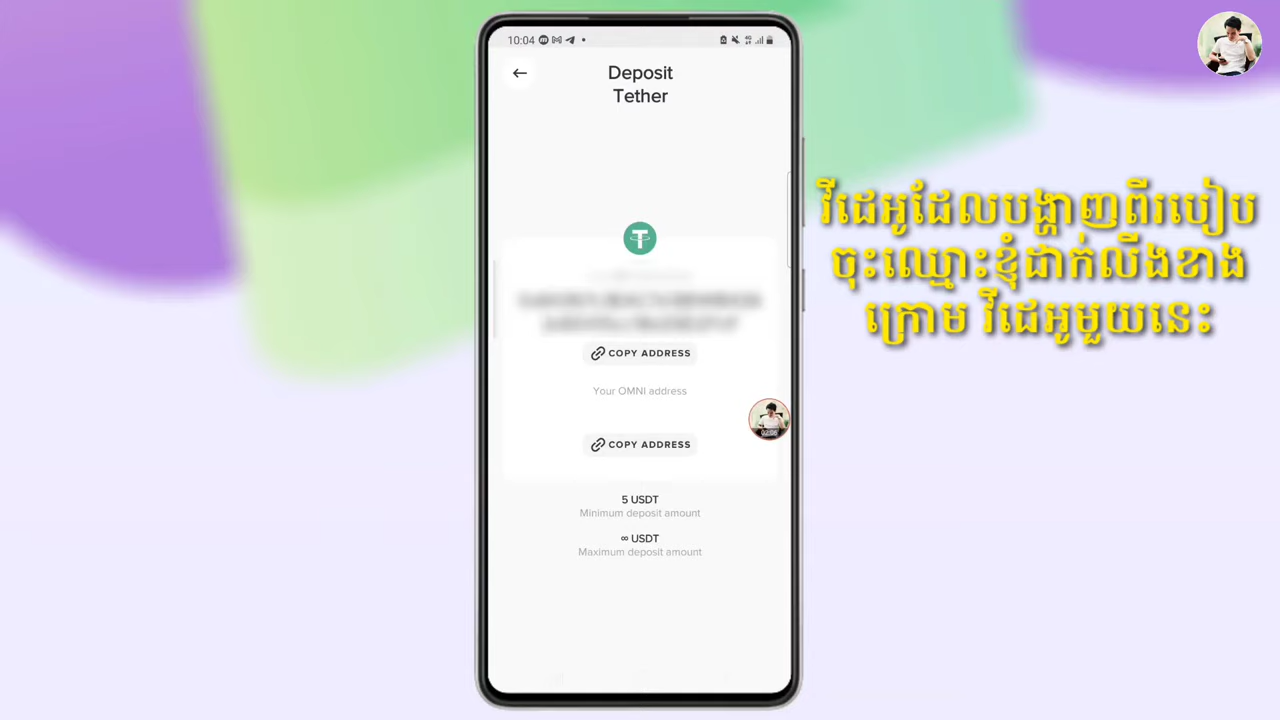 10:04
Deposit
Tether
COPY ADDRESS
Your OMNI address
COPY ADDRESS
5 USDT
Minimum deposit amount
∞ USDT
Maximum deposit amount
02:06
វីដេអូដែលបង្ហាញពីរបៀប
ចុះឈ្មោះខ្ញុំដាក់លីងខាង
ក្រោម វីដេអូមួយនេះ